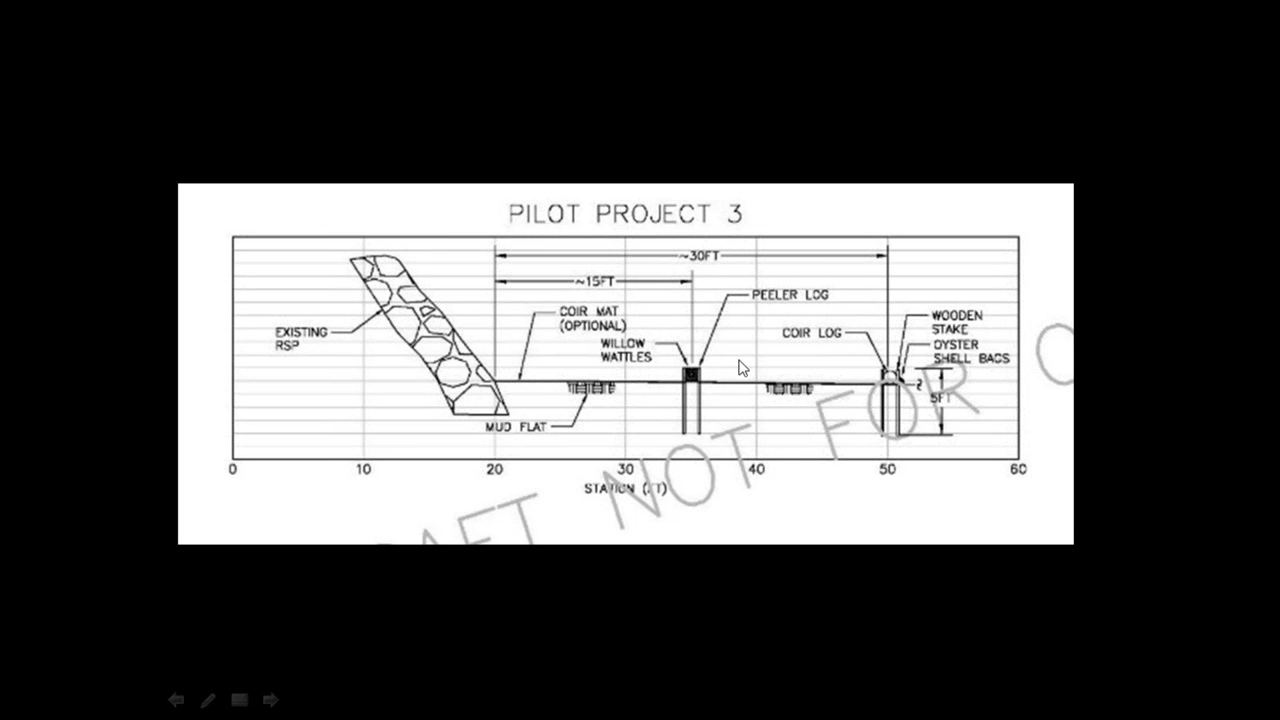 PILOT PROJECT 3
~30FT
~15FT
PEELER LOG
COIR MAT
(OPTIONAL)
WOODEN
STAKE
EXISTING
RSP
COIR LOG
WILLOW
WATTLES
OYSTER
SHELL BAGS
5FT
MUD FLAT
0 10 20 30 40 50 60
STATION (FT)
AFT NOT FOR C